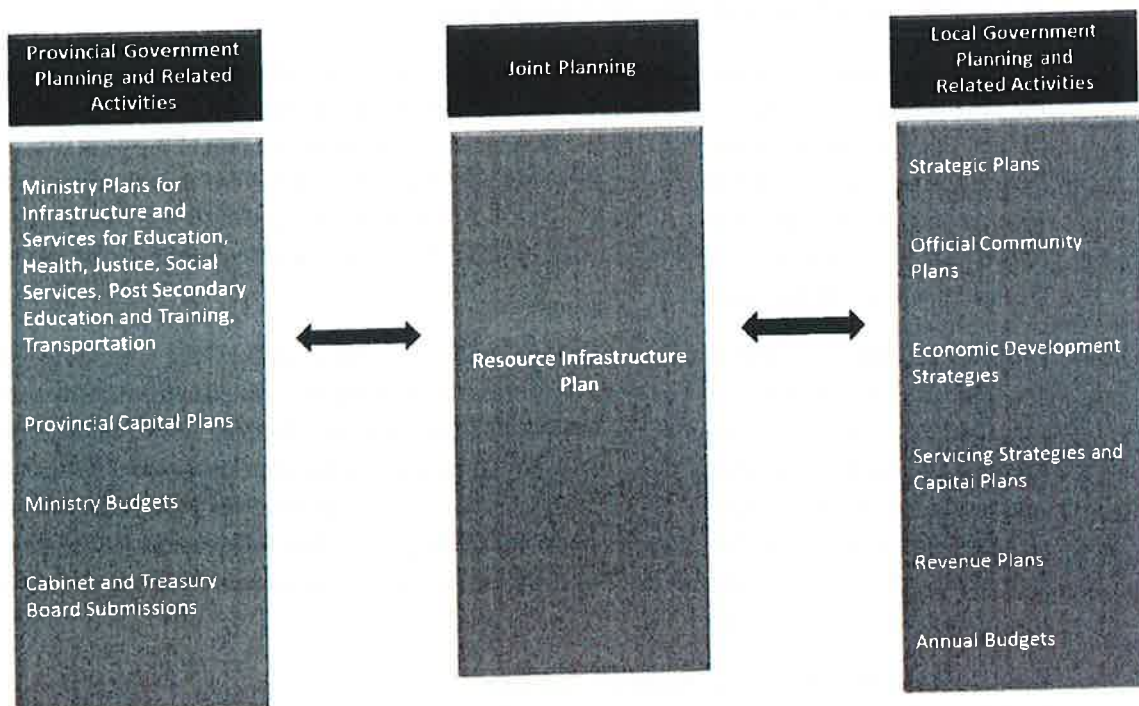 Provincial Government
Planning and Related
Activities
Ministry Plans for
Infrastructure and
Services for Education,
Health, Justice, Social
Services, Post Secondary
Education and Training,
Transportation
Provincial Capital Plans
Ministry Budgets
Cabinet and Treasury
Board Submissions
Joint Planning
Resource Infrastructure
Plan
Local Government
Planning and
Related Activities
Strategic Plans
Official Community
Plans
Economic Development
Strategies
Servicing Strategies and
Capital Plans
Revenue Plans
Annual Budgets